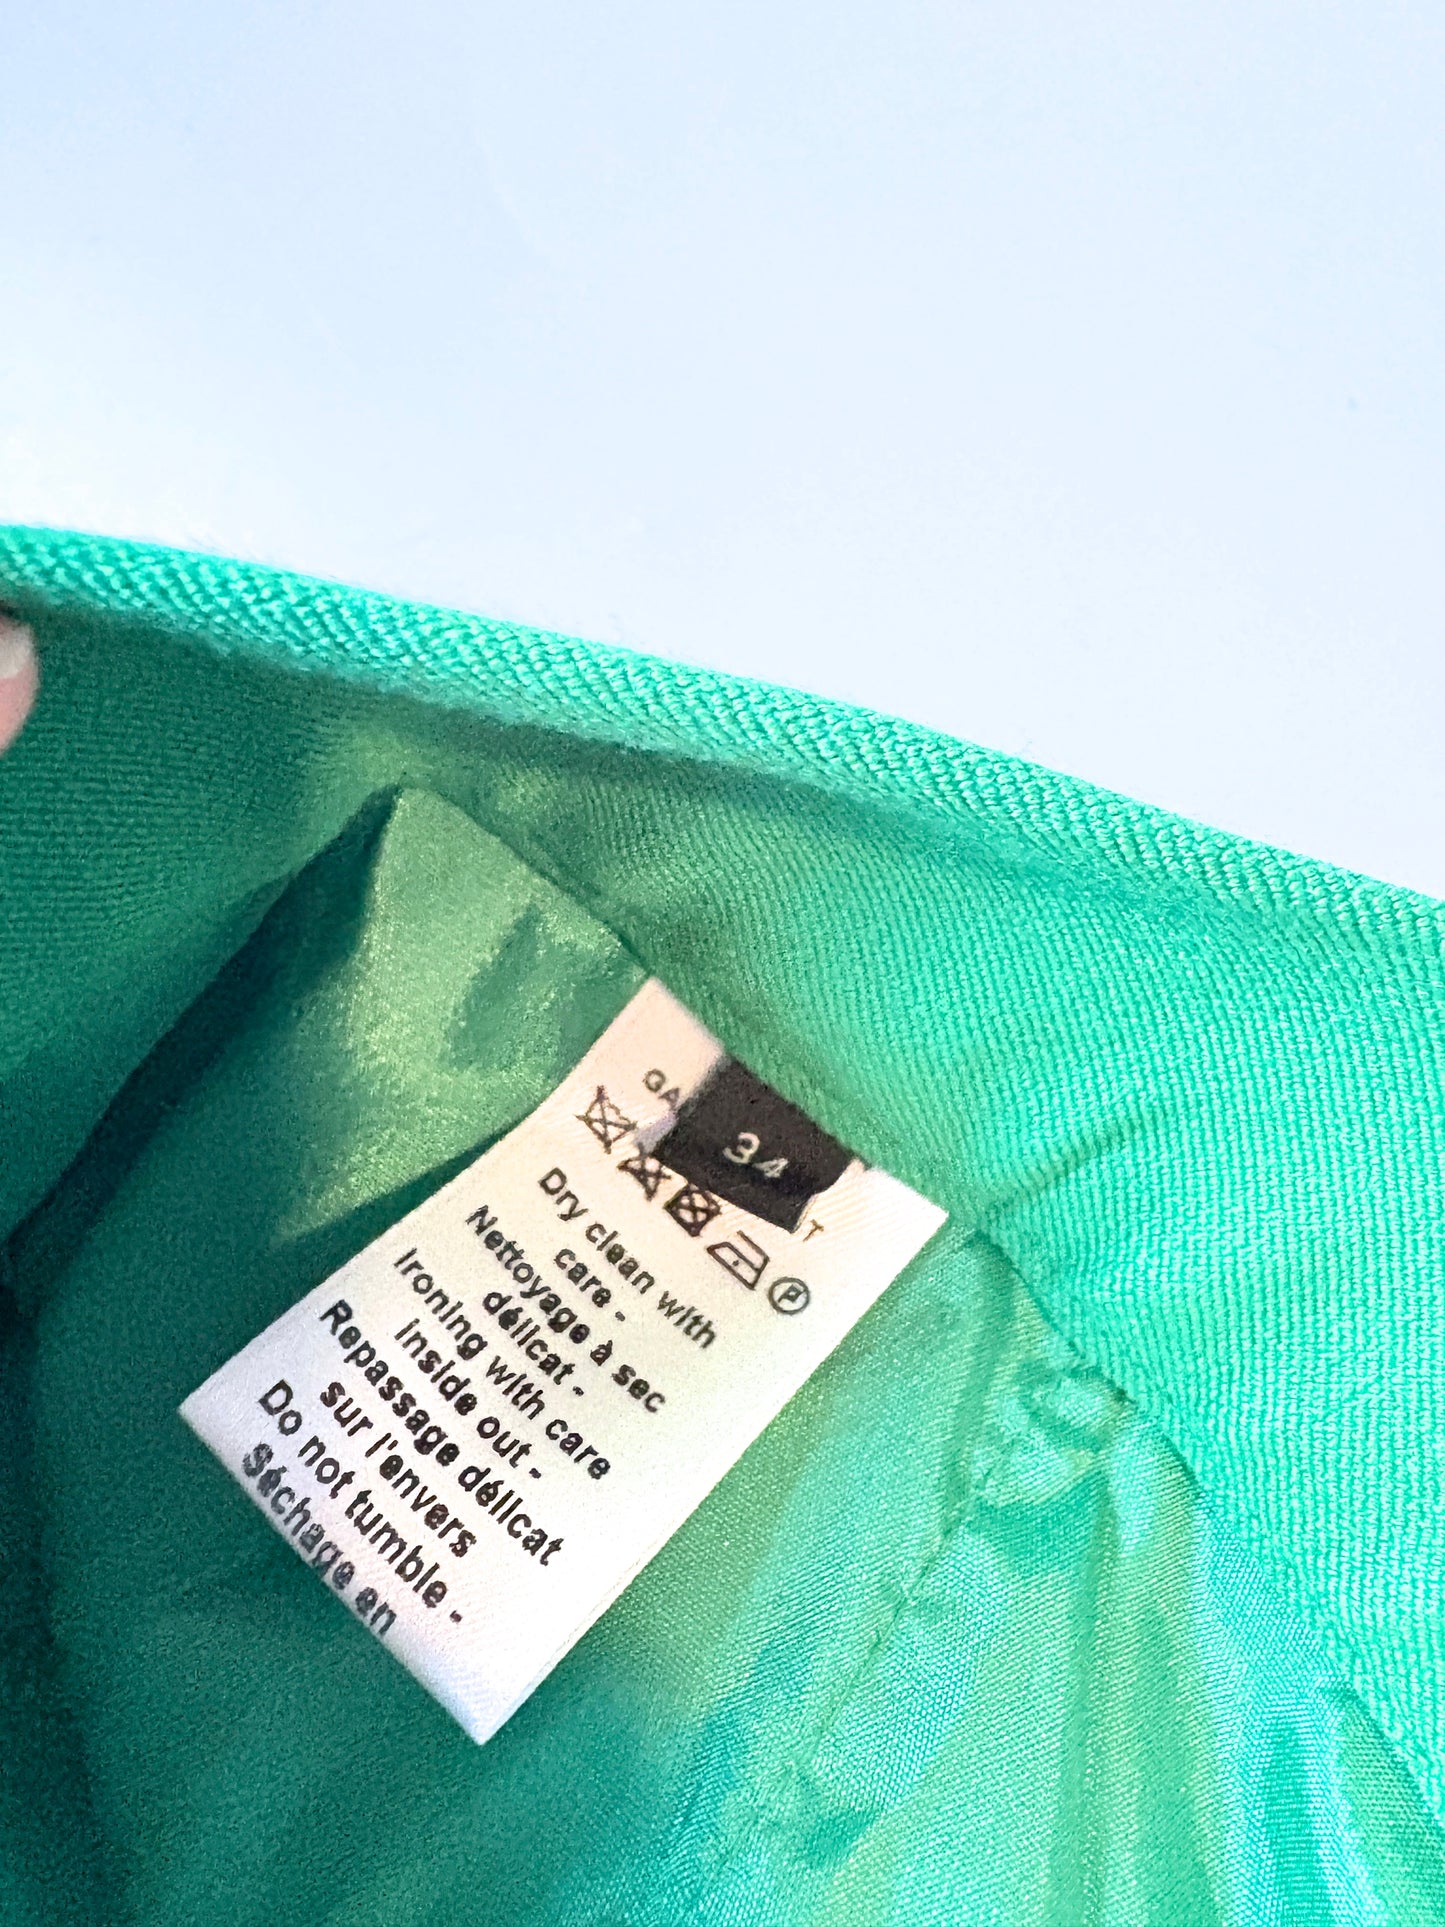 34
Dry clean with
care -
Nettoyage à sec
délicat -
Ironing with care
inside out -
Repassage délicat
sur l'envers
Do not tumble -
Séchage en